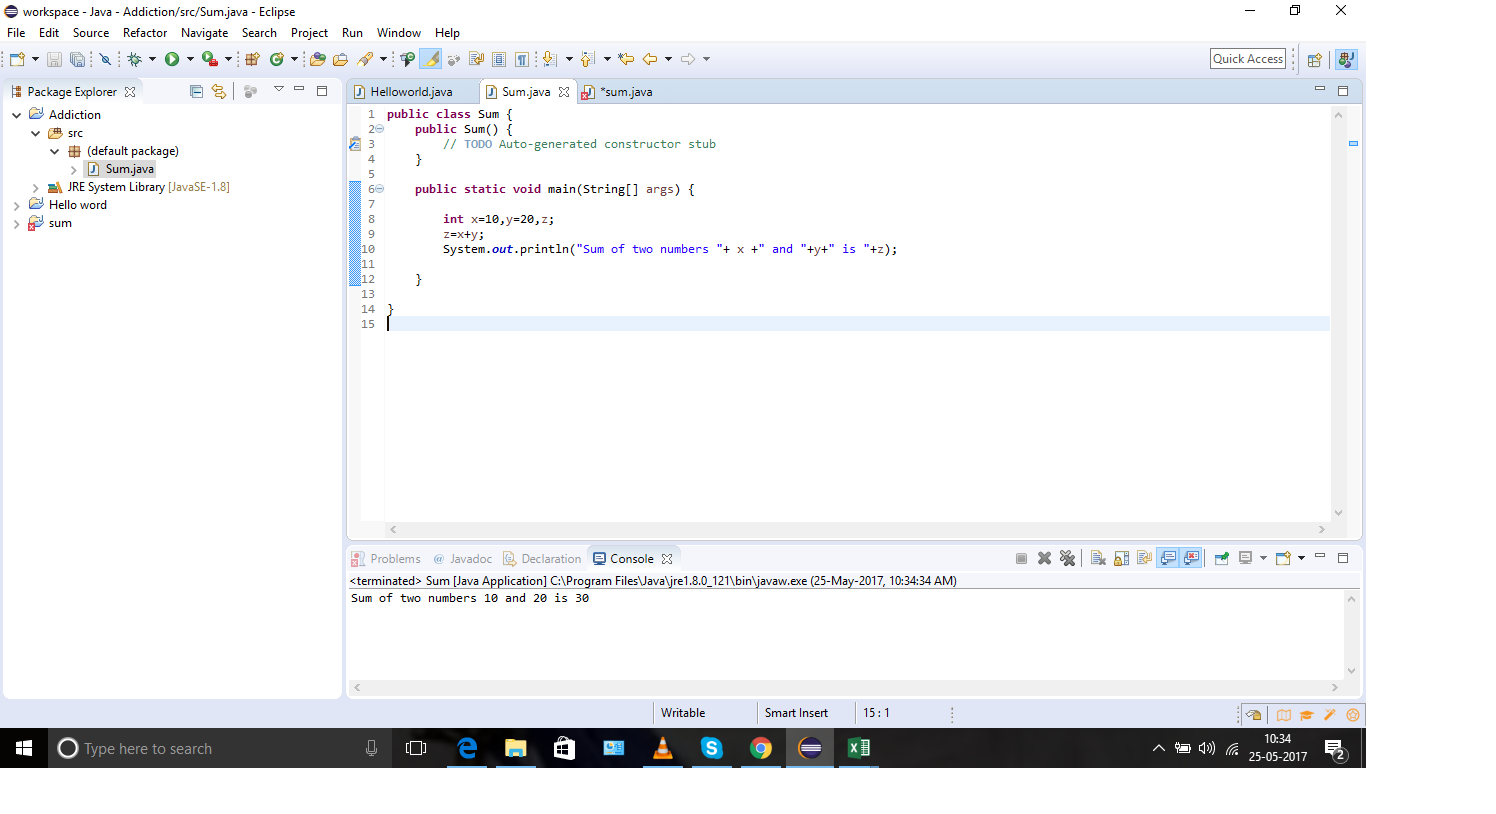 workspace - Java - Addiction/src/Sum.java - Eclipse
File Edit Source Refactor Navigate Search Project Run Window Help
Quick Access
Package Explorer
Addiction
src
(default package)
Sum.java
JRE System Library [JavaSE-1.8]
Hello word
sum
Helloworld.java Sum.java *sum.java
1 public class Sum {
2 public Sum() {
3 // TODO Auto-generated constructor stub
4 }
5
6 public static void main(String[] args) {
7
8 int x=10,y=20,z;
9 z=x+y;
10 System.out.println("Sum of two numbers "+ x +" and "+y+" is "+z);
11
12 }
13
14 }
15
Problems @ Javadoc Declaration Console
<terminated> Sum [Java Application] C:\Program Files\Java\jre1.8.0_121\bin\javaw.exe (25-May-2017, 10:34:34 AM)
Sum of two numbers 10 and 20 is 30
Writable Smart Insert 15 : 1
Type here to search
10:34
25-05-2017
2